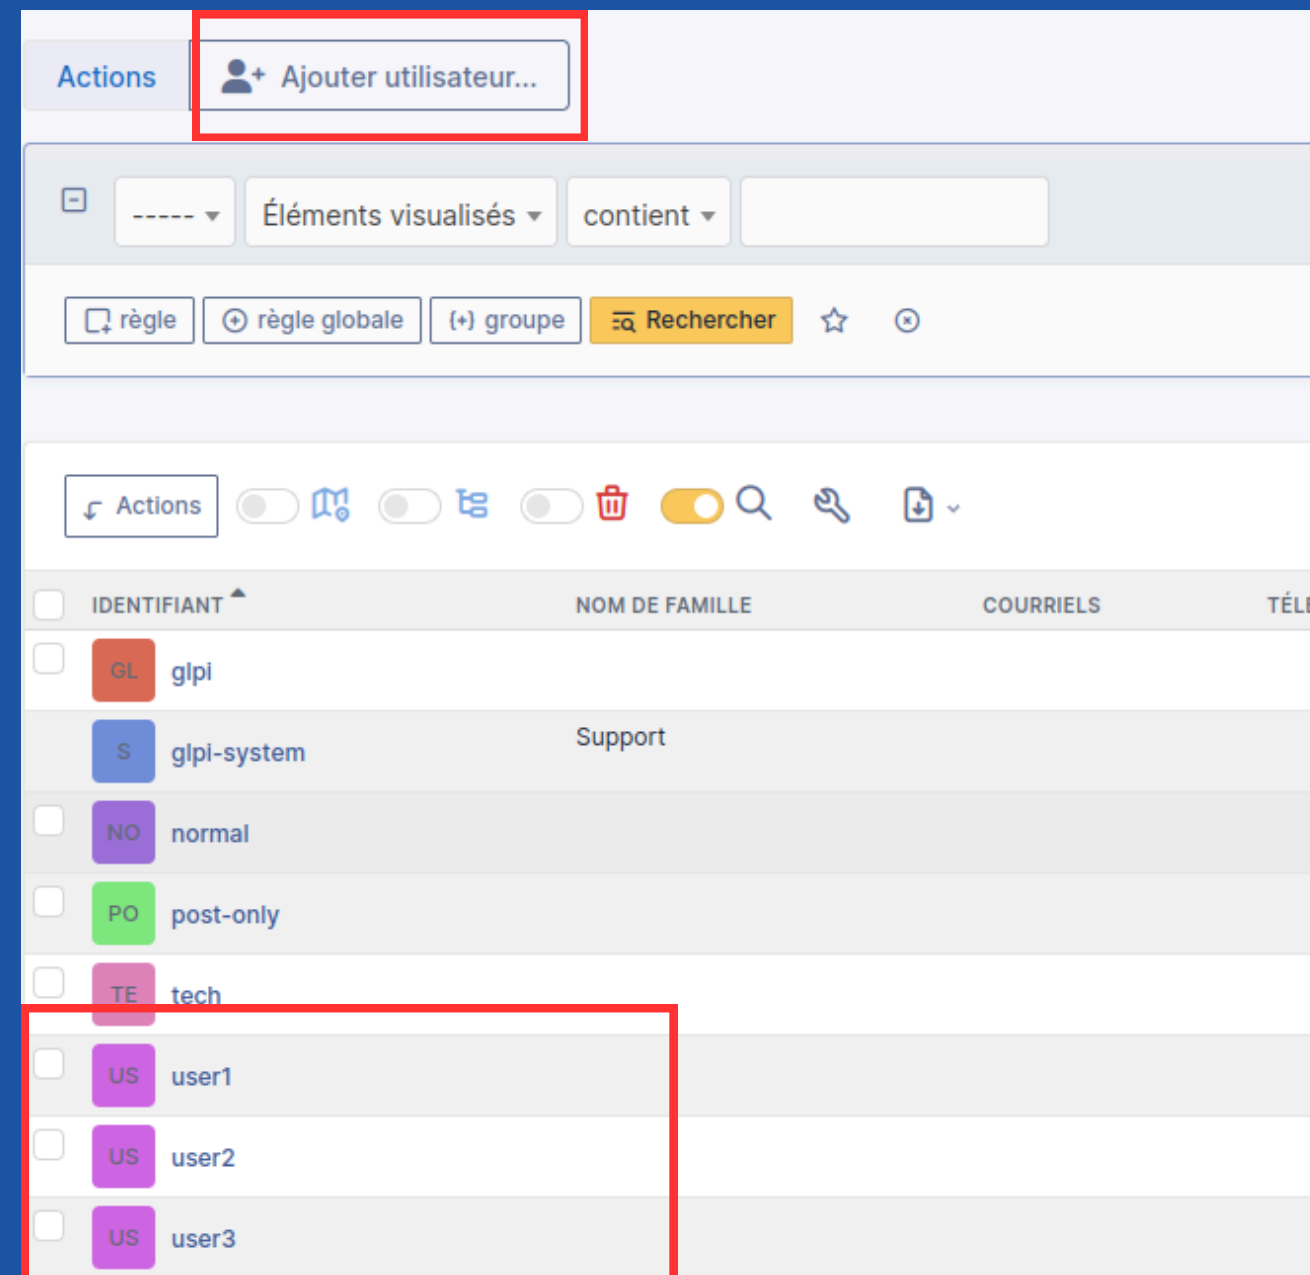 Actions Ajouter utilisateur...
----- Éléments visualisés contient
règle règle globale {+} groupe Rechercher
Actions
IDENTIFIANT NOM DE FAMILLE COURRIELS TÉLÉ
GL glpi
S glpi-system Support
NO normal
PO post-only
TE tech
US user1
US user2
US user3